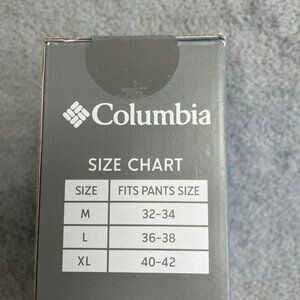 Columbia
SIZE CHART
SIZE FITS PANTS SIZE
M 32-34
L 36-38
XL 40-42